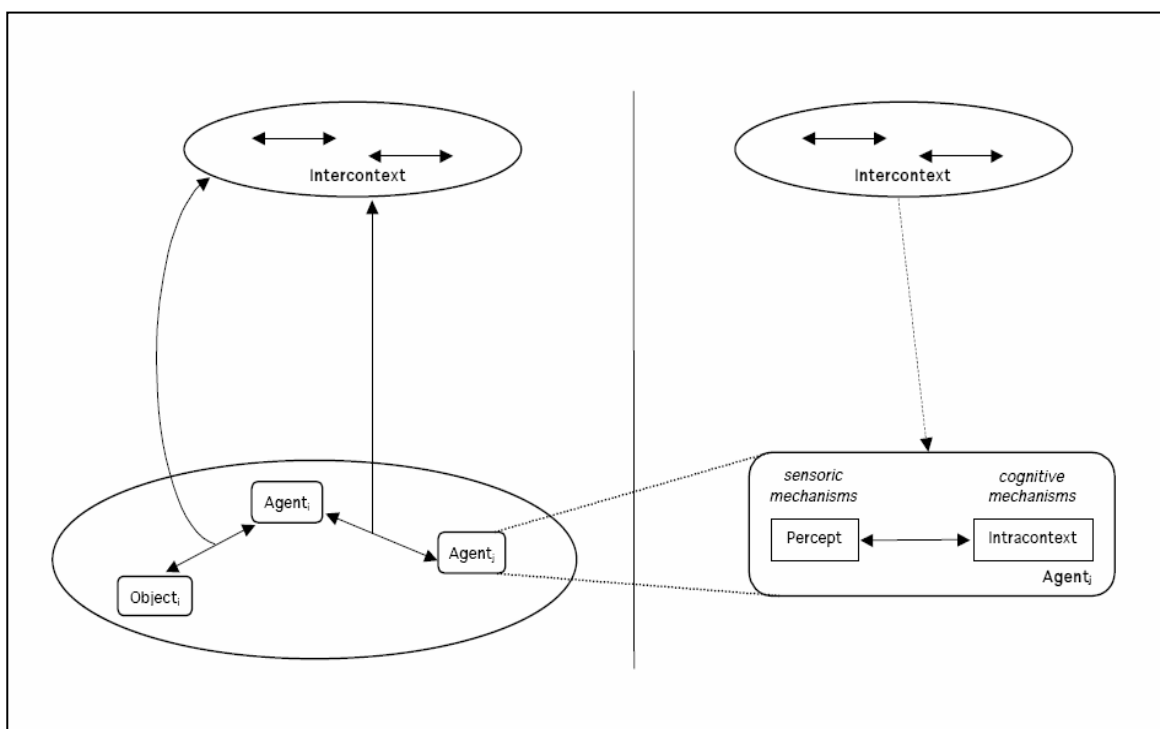 Intercontext
Agentᵢ
Agentⱼ
Objectᵢ
Intercontext
sensoric
mechanisms
cognitive
mechanisms
Percept
Intracontext
Agentⱼ